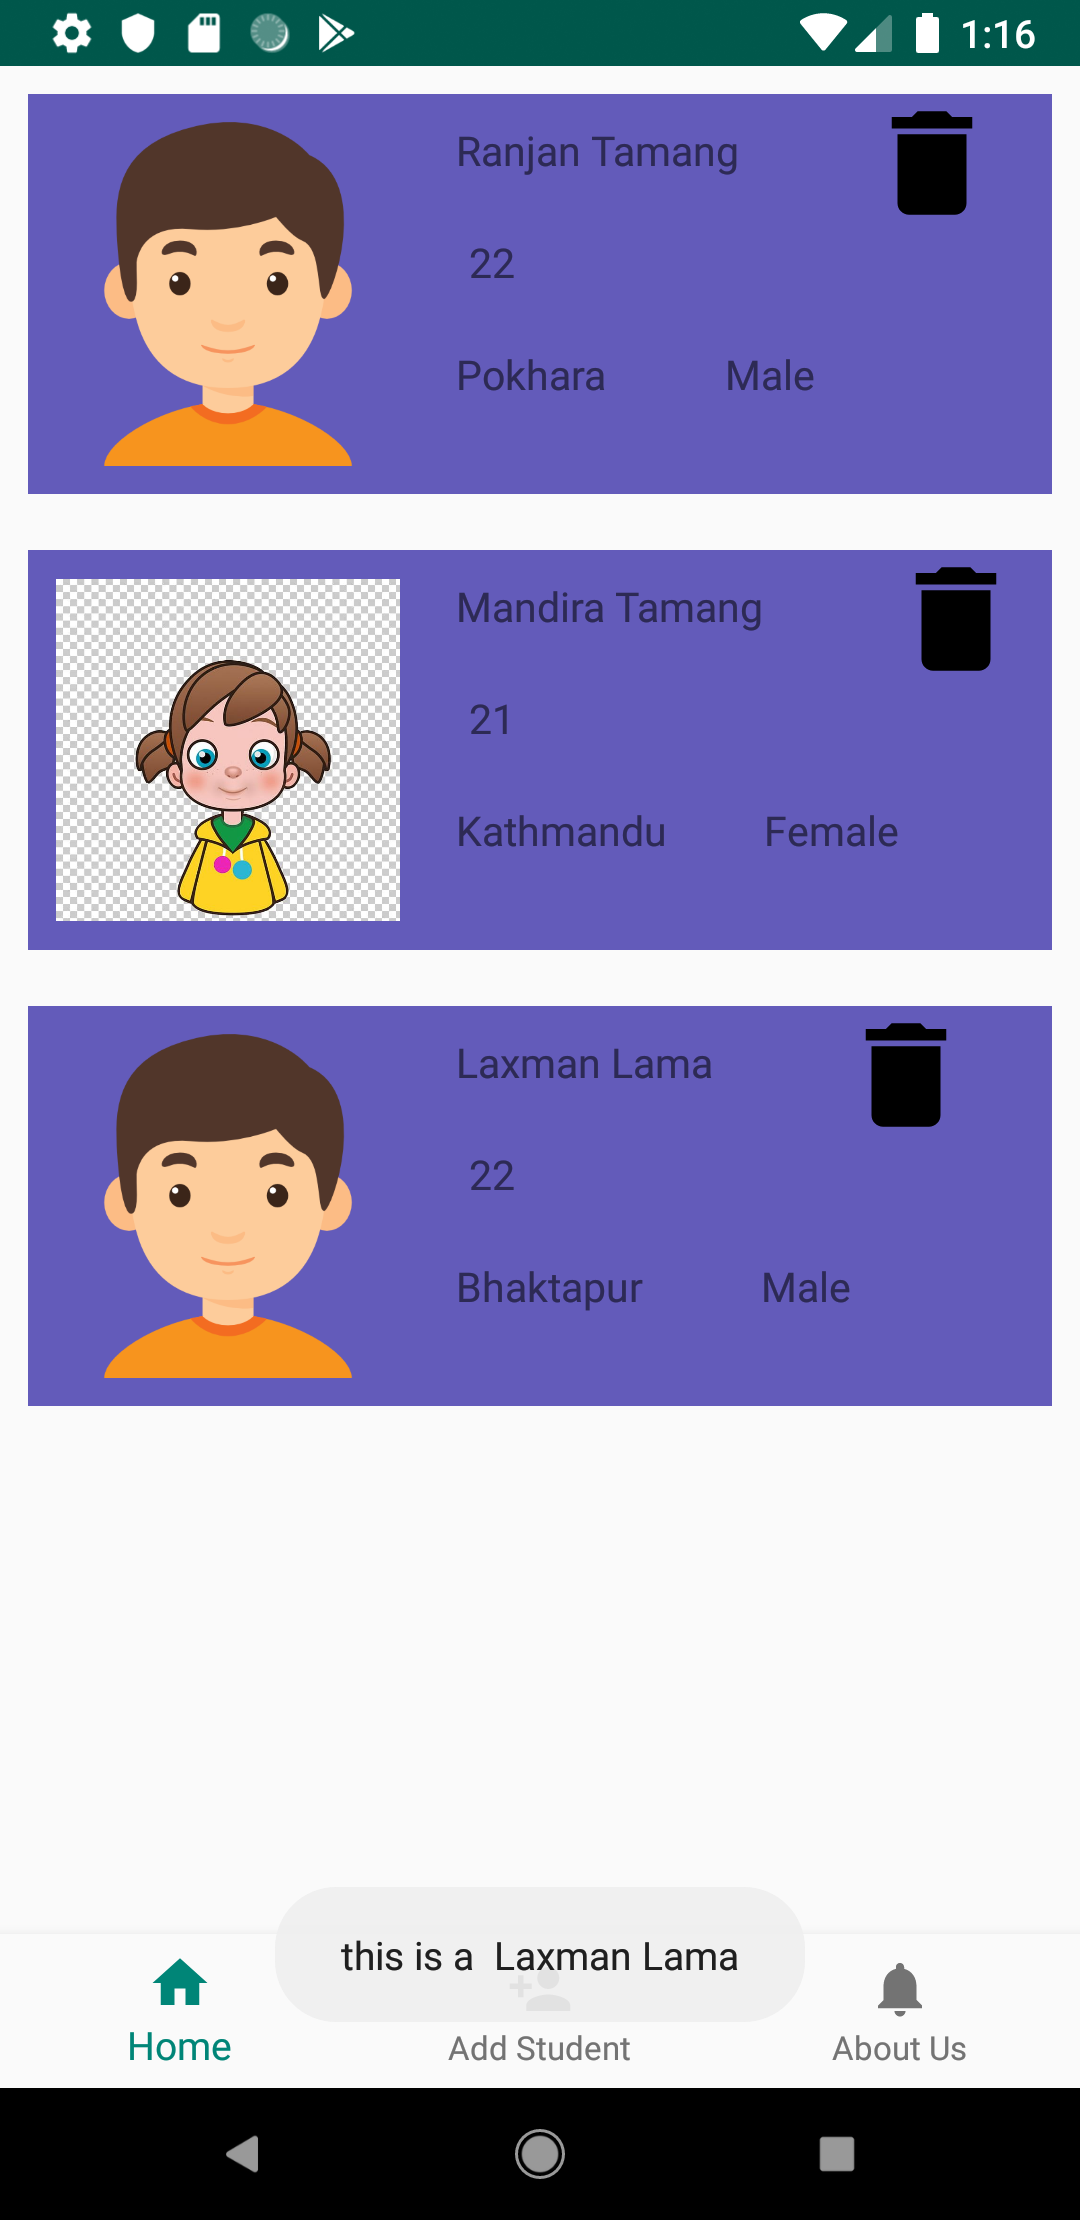 1:16
Ranjan Tamang
22
Pokhara Male
Mandira Tamang
21
Kathmandu Female
Laxman Lama
22
Bhaktapur Male
this is a  Laxman Lama
Home Add Student About Us